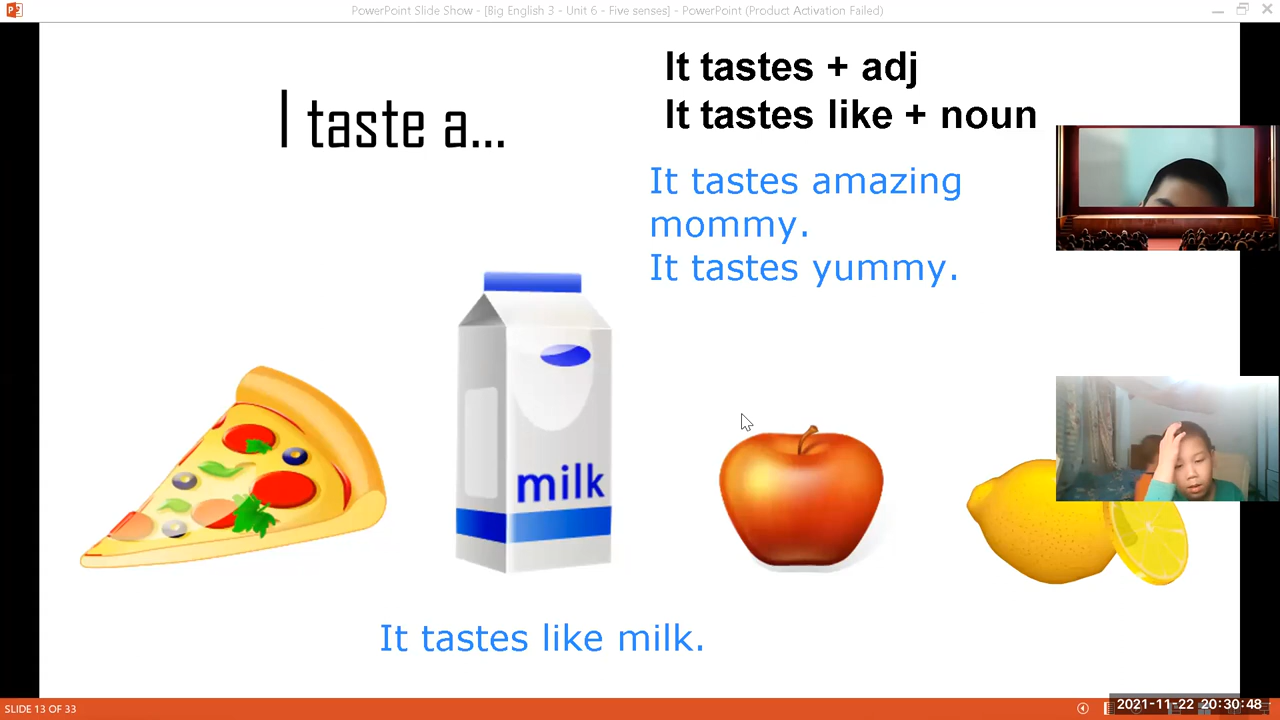 PowerPoint Slide Show - [Big English 3 - Unit 6 - Five senses] - PowerPoint (Product Activation Failed)
It tastes + adj
It tastes like + noun
I taste a...
It tastes amazing
mommy.
It tastes yummy.
milk
It tastes like milk.
SLIDE 13 OF 33
2021-11-22 20:30:48